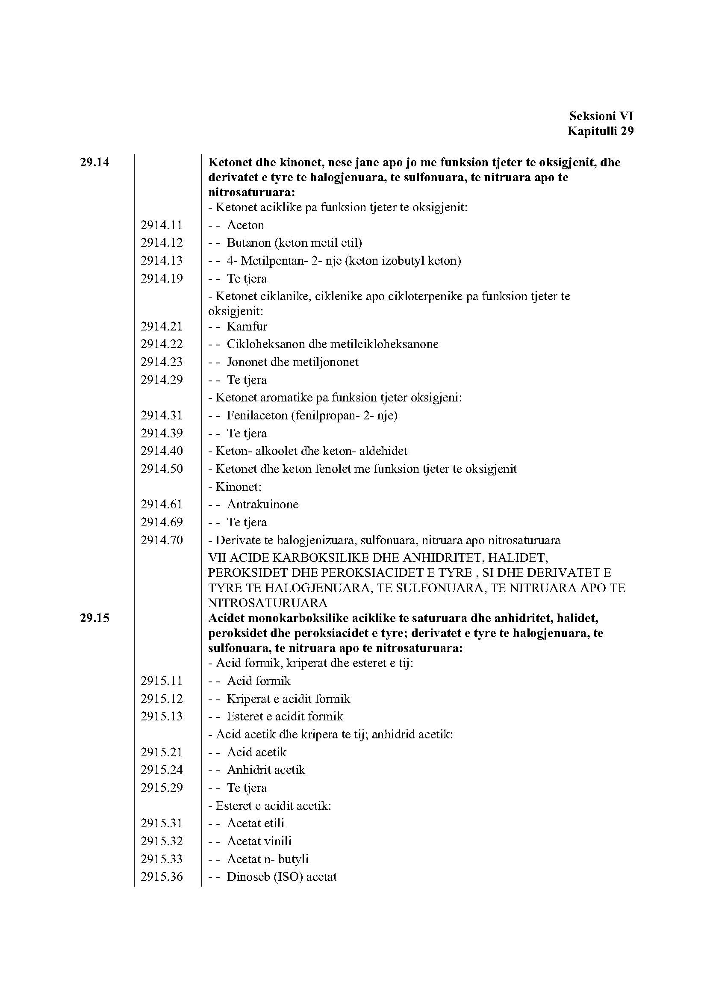 Seksioni VI
Kapitulli 29
29.14 Ketonet dhe kinonet, nese jane apo jo me funksion tjeter te oksigjenit, dhe
derivatet e tyre te halogjenuara, te sulfonuara, te nitruara apo te
nitrosaturuara:
- Ketonet aciklike pa funksion tjeter te oksigjenit:
2914.11 - - Aceton
2914.12 - - Butanon (keton metil etil)
2914.13 - - 4- Metilpentan- 2- nje (keton izobutyl keton)
2914.19 - - Te tjera
- Ketonet ciklanike, ciklenike apo cikloterpenike pa funksion tjeter te
oksigjenit:
2914.21 - - Kamfur
2914.22 - - Cikloheksanon dhe metilcikloheksanone
2914.23 - - Jononet dhe metiljononet
2914.29 - - Te tjera
- Ketonet aromatike pa funksion tjeter oksigjeni:
2914.31 - - Fenilaceton (fenilpropan- 2- nje)
2914.39 - - Te tjera
2914.40 - Keton- alkoolet dhe keton- aldehidet
2914.50 - Ketonet dhe keton fenolet me funksion tjeter te oksigjenit
- Kinonet:
2914.61 - - Antrakuinone
2914.69 - - Te tjera
2914.70 - Derivate te halogjenizuara, sulfonuara, nitruara apo nitrosaturuara
VII ACIDE KARBOKSILIKE DHE ANHIDRITET, HALIDET,
PEROKSIDET DHE PEROKSIACIDET E TYRE , SI DHE DERIVATET E
TYRE TE HALOGJENUARA, TE SULFONUARA, TE NITRUARA APO TE
NITROSATURUARA
29.15 Acidet monokarboksilike aciklike te saturuara dhe anhidritet, halidet,
peroksidet dhe peroksiacidet e tyre; derivatet e tyre te halogjenuara, te
sulfonuara, te nitruara apo te nitrosaturuara:
- Acid formik, kriperat dhe esteret e tij:
2915.11 - - Acid formik
2915.12 - - Kriperat e acidit formik
2915.13 - - Esteret e acidit formik
- Acid acetik dhe kripera te tij; anhidrid acetik:
2915.21 - - Acid acetik
2915.24 - - Anhidrit acetik
2915.29 - - Te tjera
- Esteret e acidit acetik:
2915.31 - - Acetat etili
2915.32 - - Acetat vinili
2915.33 - - Acetat n- butyli
2915.36 - - Dinoseb (ISO) acetat